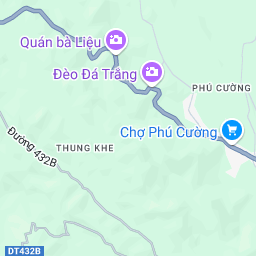 Quán bà Liệu
Đèo Đá Trắng
PHÚ CƯỜNG
Chợ Phú Cường
Đường 432B
THUNG KHE
DT432B